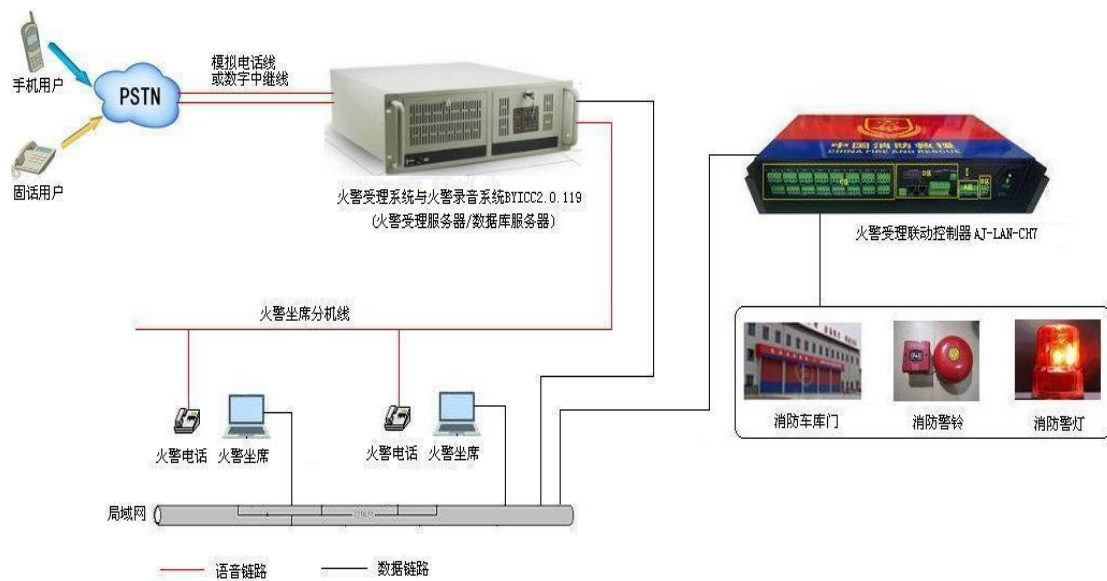 手机用户
PSTN
固话用户
模拟电话线
或数字中继线
火警受理系统与火警录音系统BYICC2.0.119
(火警受理服务器/数据库服务器)
中国消防救援
CHINA FIRE AND RESCUE
火警受理联动控制器AJ-LAN-CH7
火警坐席分机线
火警电话
火警坐席
火警电话
火警坐席
消防车库门
消防警铃
消防警灯
局域网
语音链路
数据链路